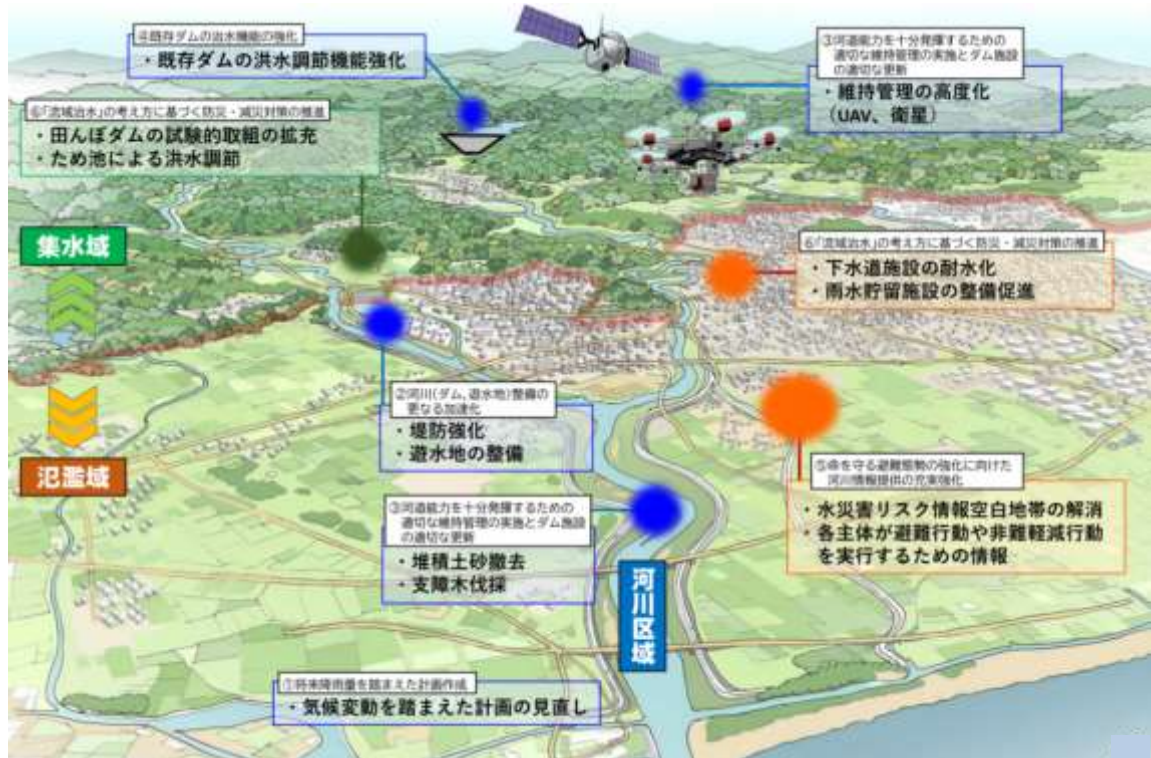 ④既存ダムの治水機能の強化
・既存ダムの洪水調節機能強化
③河道能力を十分発揮するための
適切な維持管理の実施とダム施設
の適切な更新
・維持管理の高度化
（UAV、衛星）
⑥「流域治水」の考え方に基づく防災・減災対策の推進
・田んぼダムの試験的取組の拡充
・ため池による洪水調節
集水域
⑥「流域治水」の考え方に基づく防災・減災対策の推進
・下水道施設の耐水化
・雨水貯留施設の整備促進
②河川(ダム、遊水地)整備の
更なる加速化
・堤防強化
・遊水地の整備
氾濫域
⑤命を守る避難態勢の強化に向けた
河川情報提供の充実強化
・水災害リスク情報空白地帯の解消
・各主体が避難行動や非難軽減行動
を実行するための情報
③河道能力を十分発揮するための
適切な維持管理の実施とダム施設
の適切な更新
・堆積土砂撤去
・支障木伐採
河川区域
①将来降雨量を踏まえた計画作成
・気候変動を踏まえた計画の見直し